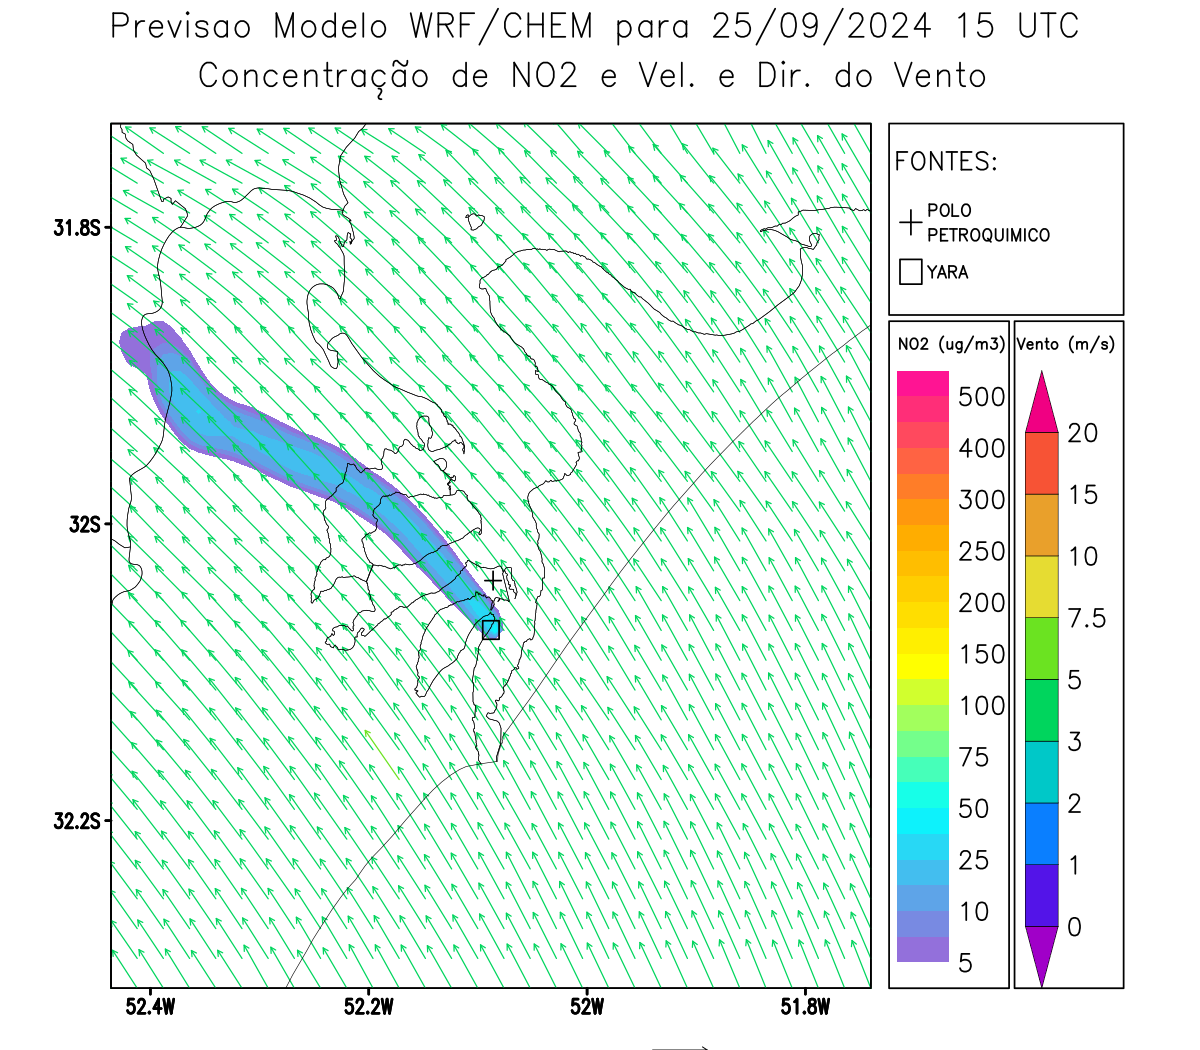 Previsao Modelo WRF/CHEM para 25/09/2024 15 UTC
Concentração de NO2 e Vel. e Dir. do Vento
FONTES:
POLO
PETROQUIMICO
YARA
NO2 (ug/m3)
500
400
300
250
200
150
100
75
50
25
10
5
Vento (m/s)
20
15
10
7.5
5
3
2
1
0
31.8S
32S
32.2S
52.4W
52.2W
52W
51.8W